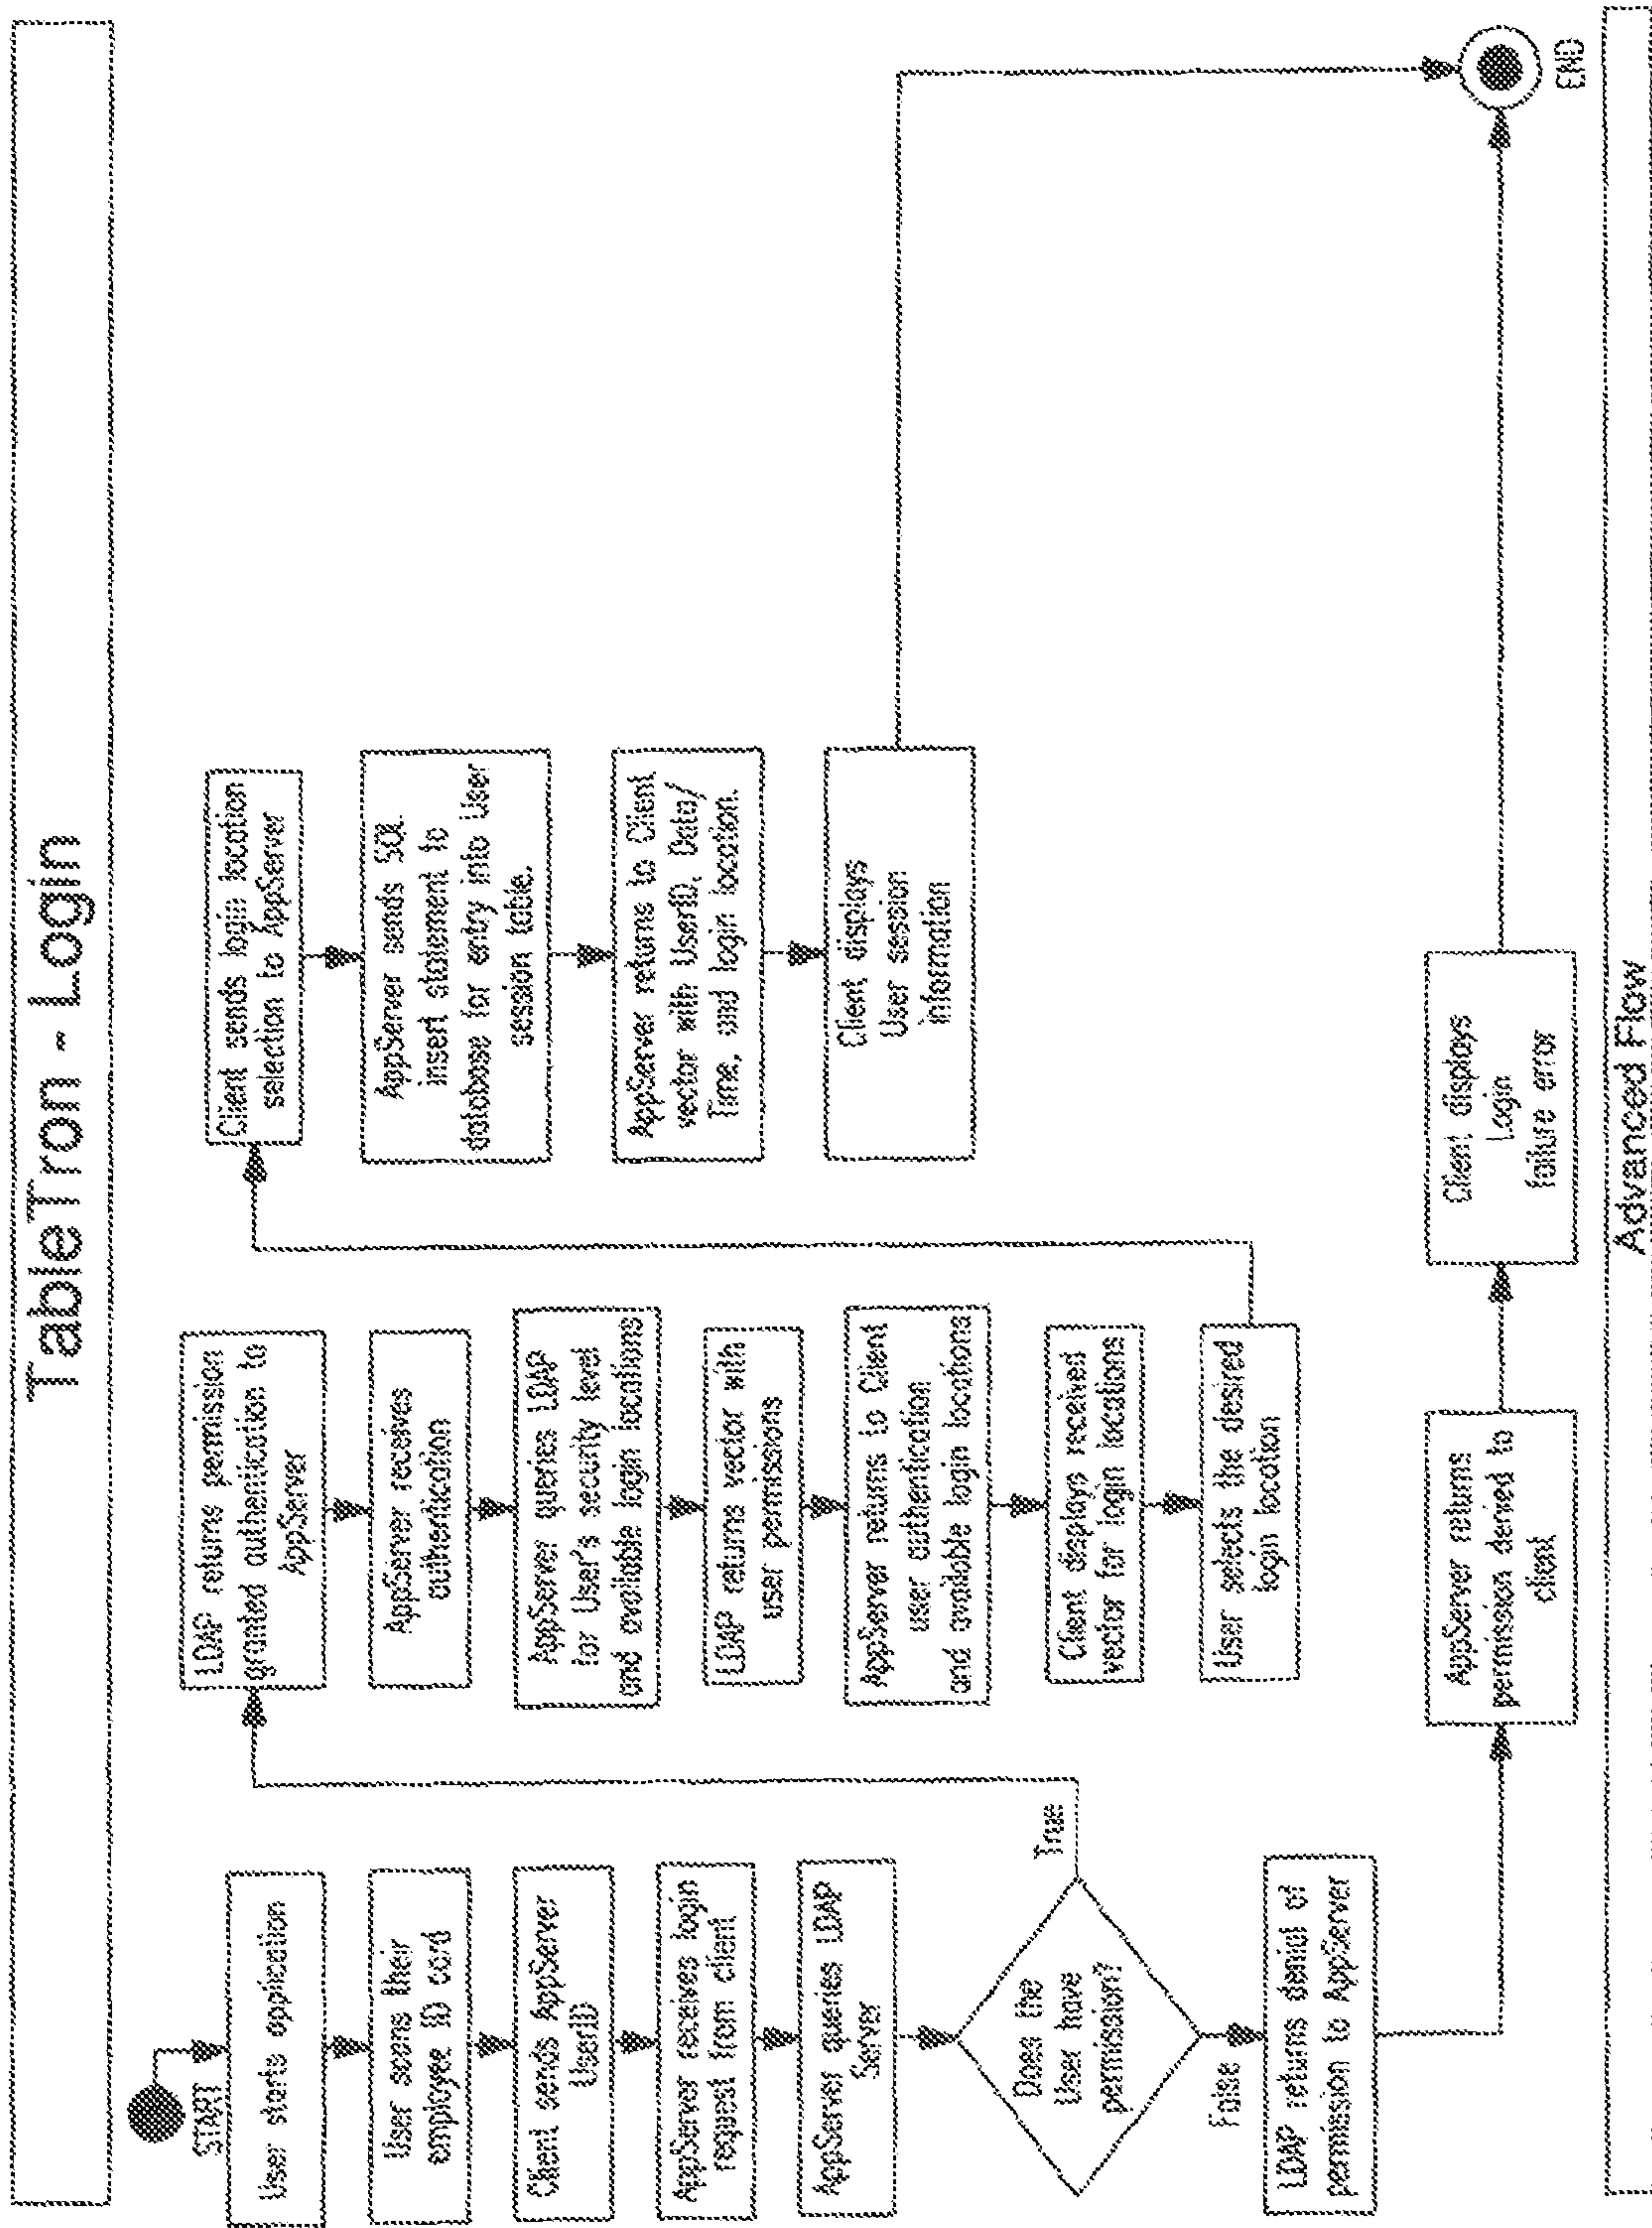 TableTron - Login
START
User starts application
User scans their
employee ID card
Client sends AppServer
UserID
AppServer receives login
request from client
AppServer queries LDAP
Server
Does the
User have
permission?
True
False
LDAP returns denial of
permission to AppServer
LDAP returns permission
granted authentication to
AppServer
AppServer receives
authentication
AppServer queries LDAP
for User's security level
and available login locations
LDAP returns vector with
user permissions
AppServer returns to Client
user authentication
and available login locations
Client displays received
vector for login locations
User selects the desired
login location
AppServer returns
permission denied to
client
Client sends login location
selection to AppServer
AppServer sends SQL
insert statement to
database for entry into User
session table.
AppServer returns to Client
vector with UserID, Data/
Time, and login location.
Client displays
User session
information
Client displays
Login
failure error
END
Advanced Flow